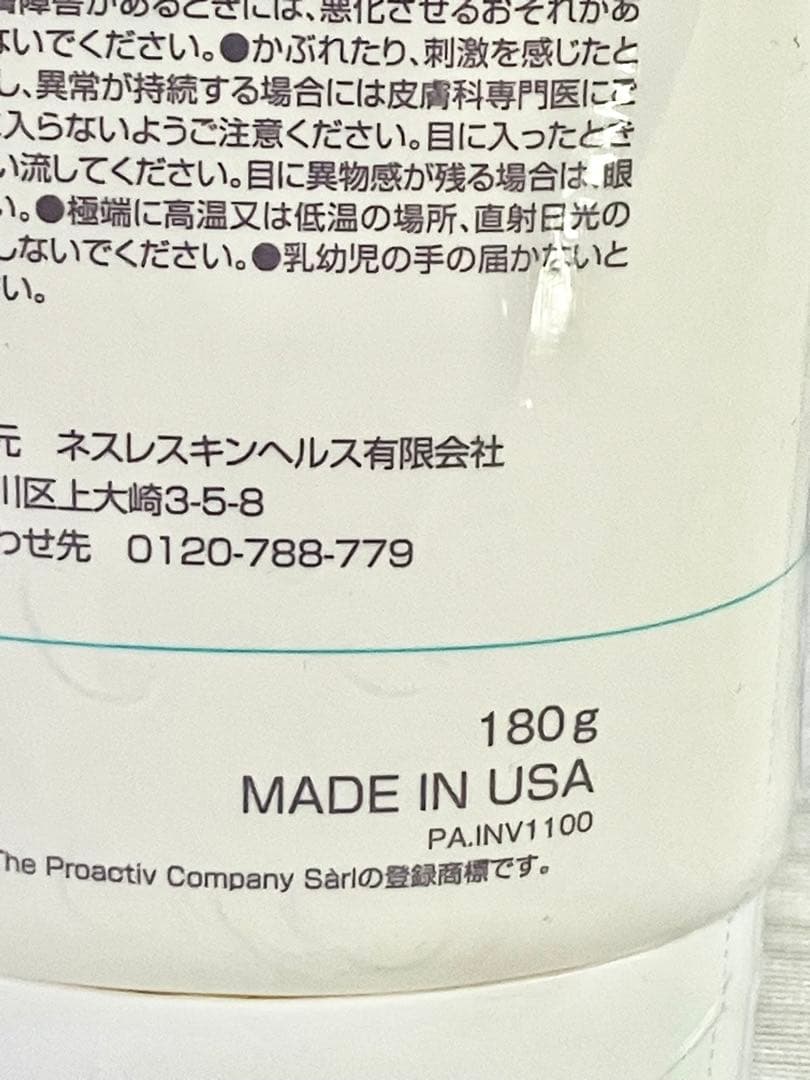 障害があるときには、悪化させるおそれがあ
ないでください。●かぶれたり、刺激を感じたと
し、異常が持続する場合には皮膚科専門医にご
に入らないようご注意ください。目に入ったとき
い流してください。目に異物感が残る場合は、眼
い。●極端に高温又は低温の場所、直射日光の
しないでください。●乳幼児の手の届かないと
さい。
元 ネスレスキンヘルス有限会社
川区上大崎3-5-8
わせ先 0120-788-779
180g
MADE IN USA
PA.INV1100
The Proactiv Company Sàrlの登録商標です。